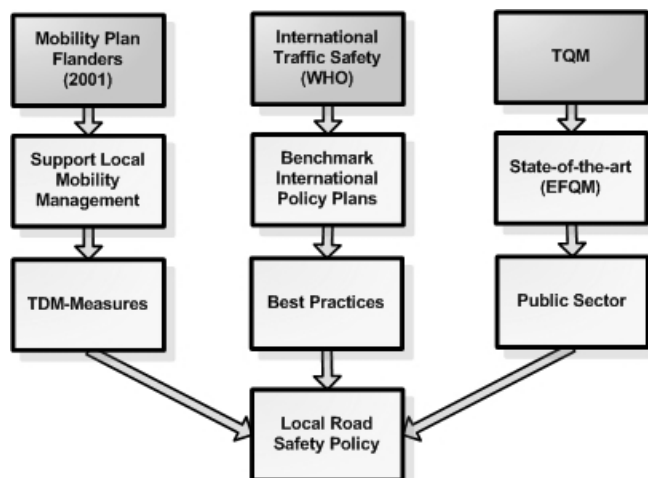 Mobility Plan
Flanders
(2001)
International
Traffic Safety
(WHO)
TQM
Support Local
Mobility
Management
Benchmark
International
Policy Plans
State-of-the-art
(EFQM)
TDM-Measures
Best Practices
Public Sector
Local Road
Safety Policy